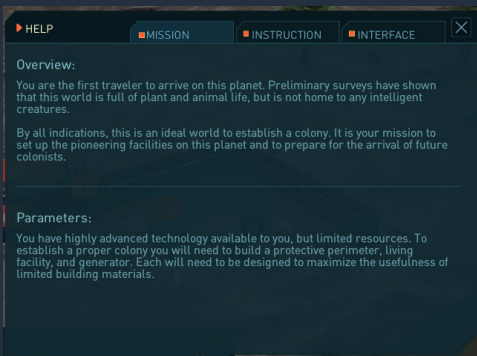 HELP
MISSION
INSTRUCTION
INTERFACE
Overview:
You are the first traveler to arrive on this planet. Preliminary surveys have shown
that this world is full of plant and animal life, but is not home to any intelligent
creatures.
By all indications, this is an ideal world to establish a colony. It is your mission to
set up the pioneering facilities on this planet and to prepare for the arrival of future
colonists.
Parameters:
You have highly advanced technology available to you, but limited resources. To
establish a proper colony you will need to build a protective perimeter, living
facility, and generator. Each will need to be designed to maximize the usefulness of
limited building materials.